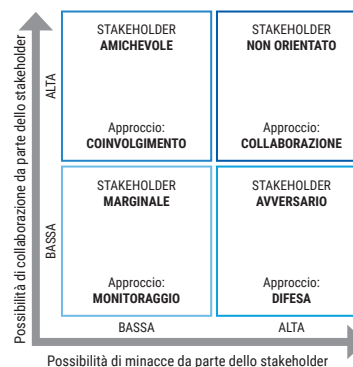 Possibilità di collaborazione da parte dello stakeholder
ALTA
BASSA
STAKEHOLDER
AMICHEVOLE
Approccio:
COINVOLGIMENTO
STAKEHOLDER
NON ORIENTATO
Approccio:
COLLABORAZIONE
STAKEHOLDER
MARGINALE
Approccio:
MONITORAGGIO
STAKEHOLDER
AVVERSARIO
Approccio:
DIFESA
BASSA
ALTA
Possibilità di minacce da parte dello stakeholder